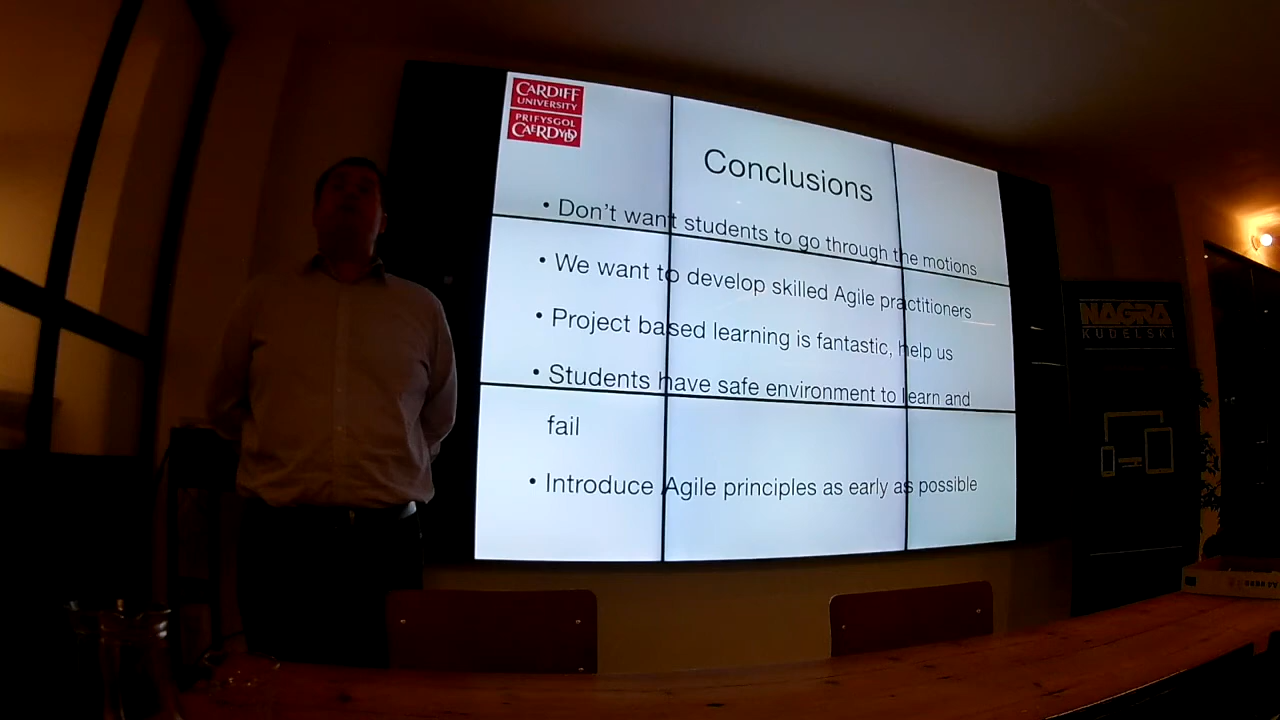 CARDIFF
UNIVERSITY
PRIFYSGOL
CAERDYDD
Conclusions
• Don't want students to go through the motions
• We want to develop skilled Agile practitioners
• Project based learning is fantastic, help us
• Students have safe environment to learn and
fail
• Introduce Agile principles as early as possible
NAGRA
KUDELSKI